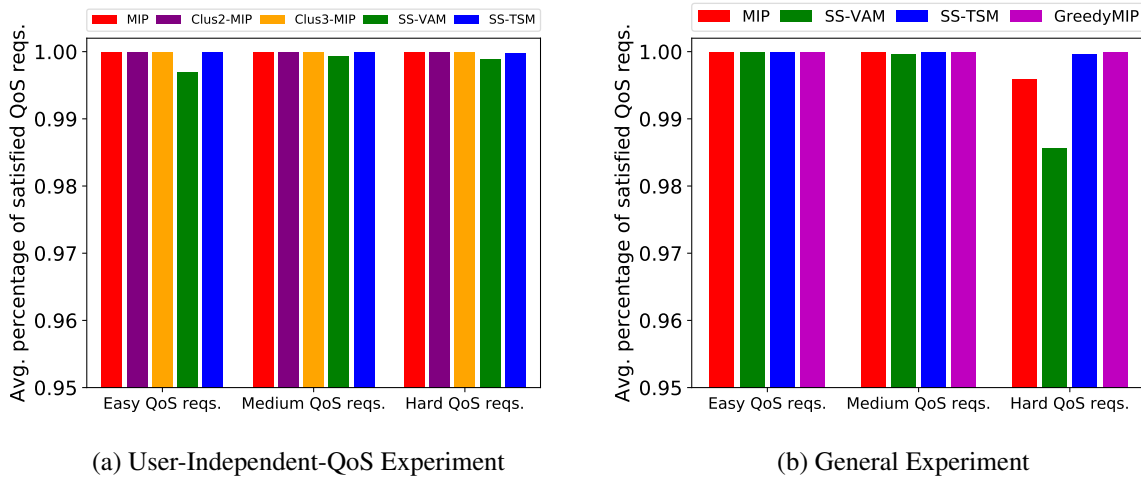 MIP Clus2-MIP Clus3-MIP SS-VAM SS-TSM
Avg. percentage of satisfied QoS reqs.
1.00
0.99
0.98
0.97
0.96
0.95
Easy QoS reqs. Medium QoS reqs. Hard QoS reqs.
(a) User-Independent-QoS Experiment
MIP SS-VAM SS-TSM GreedyMIP
Avg. percentage of satisfied QoS reqs.
1.00
0.99
0.98
0.97
0.96
0.95
Easy QoS reqs. Medium QoS reqs. Hard QoS reqs.
(b) General Experiment